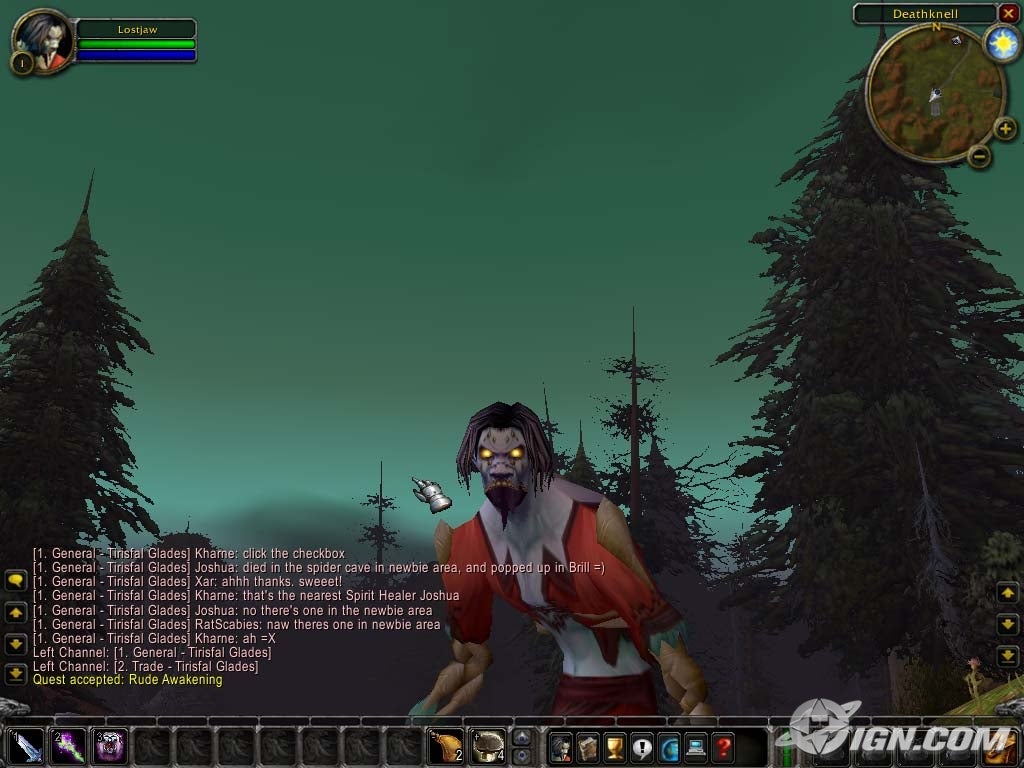 Lostjaw
1
Deathknell
N
[1. General - Tirisfal Glades] Kharne: click the checkbox
[1. General - Tirisfal Glades] Joshua: died in the spider cave in newbie area, and popped up in Brill =)
[1. General - Tirisfal Glades] Xar: ahhh thanks. sweeet!
[1. General - Tirisfal Glades] Kharne: that's the nearest Spirit Healer Joshua
[1. General - Tirisfal Glades] Joshua: no there's one in the newbie area
[1. General - Tirisfal Glades] RatScabies: naw theres one in newbie area
[1. General - Tirisfal Glades] Kharne: ah =X
Left Channel: [1. General - Tirisfal Glades]
Left Channel: [2. Trade - Tirisfal Glades]
Quest accepted: Rude Awakening
2 3 2 4
IGN.COM